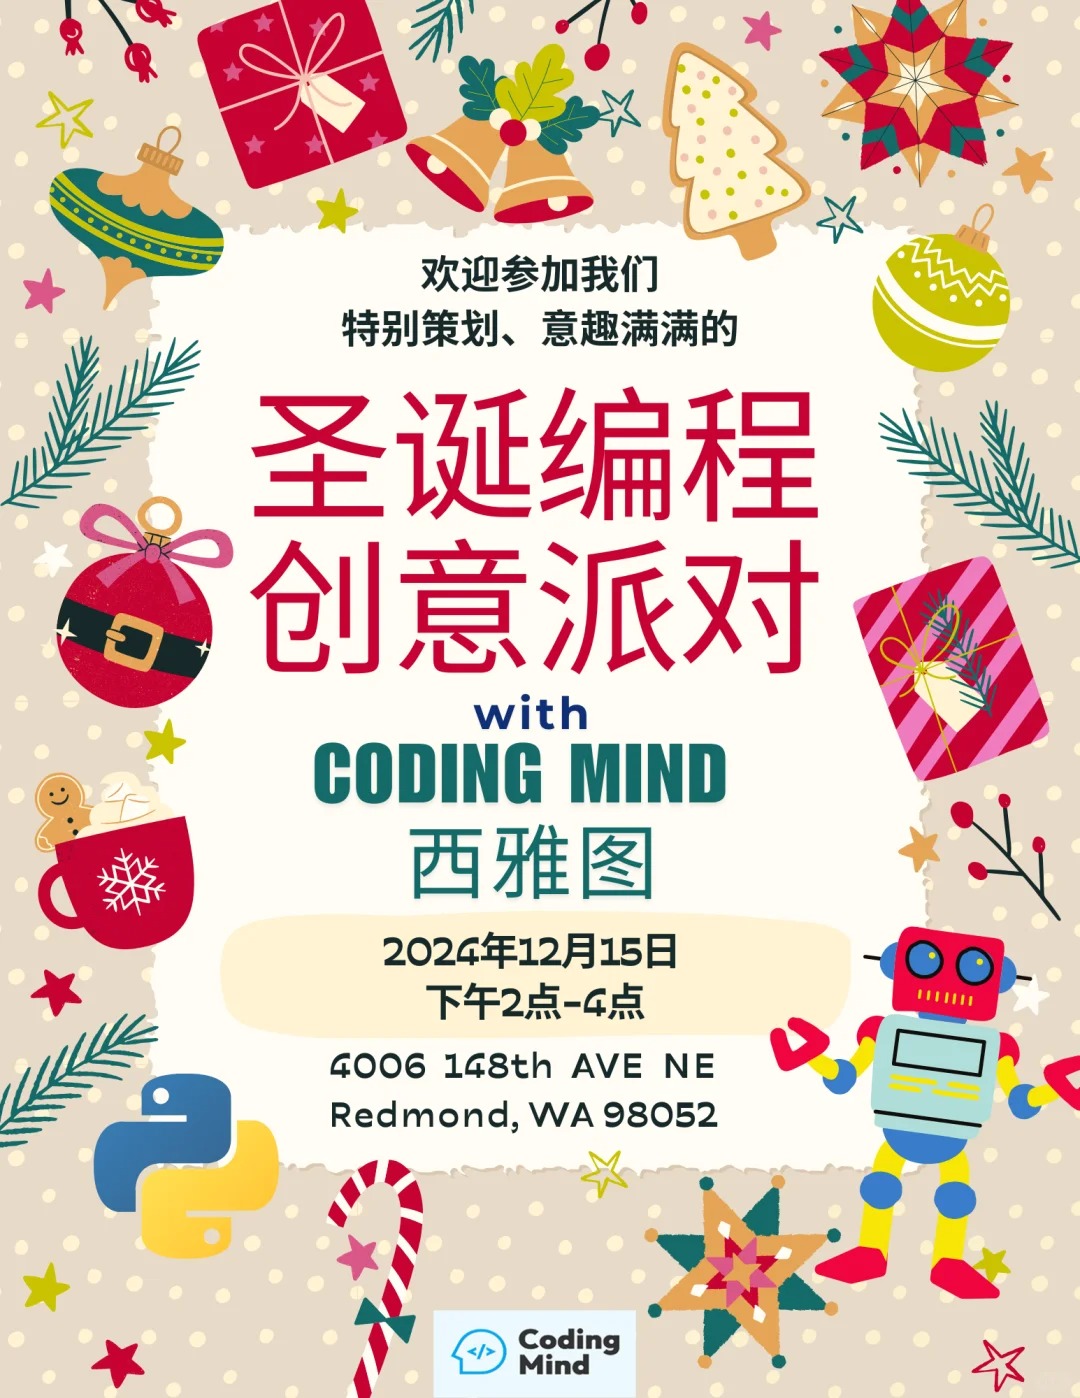 欢迎参加我们
特别策划、意趣满满的
圣诞编程
创意派对
with
CODING MIND
西雅图
2024年12月15日
下午2点-4点
4006 148th AVE NE
Redmond, WA 98052
</>
Coding
Mind